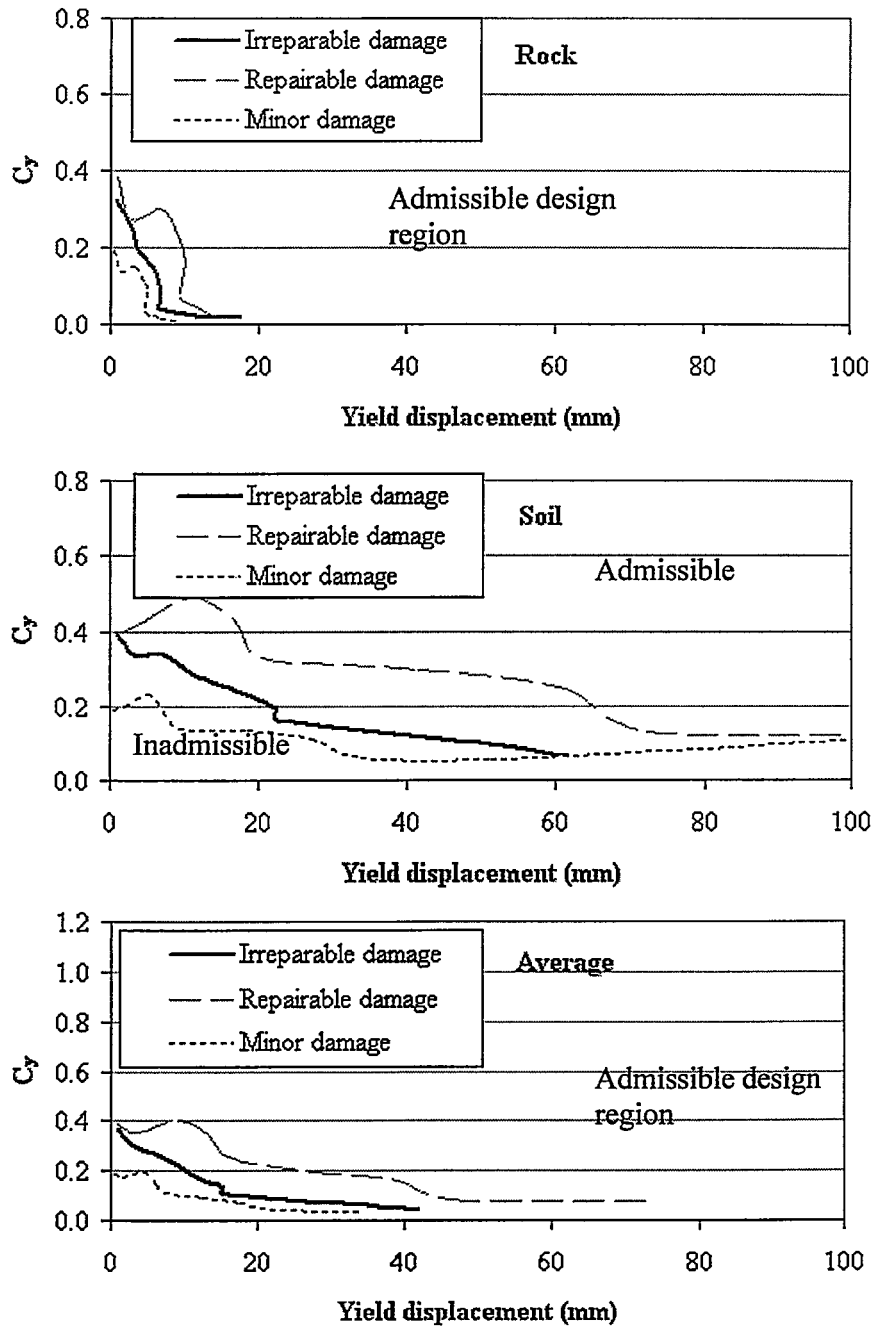 0.8
Irreparable damage
Rock
Repairable damage
0.6
Minor damage
Cy
0.4
Admissible design
region
0.2
0.0
0 20 40 60 80 100
Yield displacement (mm)
0.8
Irreparable damage
Soil
Repairable damage
0.6
Admissible
Minor damage
Cy
0.4
0.2
Inadmissible
0.0
0 20 40 60 80 100
Yield displacement (mm)
1.2
Irreparable damage
Average
1.0
Repairable damage
0.8
Minor damage
Cy
0.6
Admissible design
region
0.4
0.2
0.0
0 20 40 60 80 100
Yield displacement (mm)